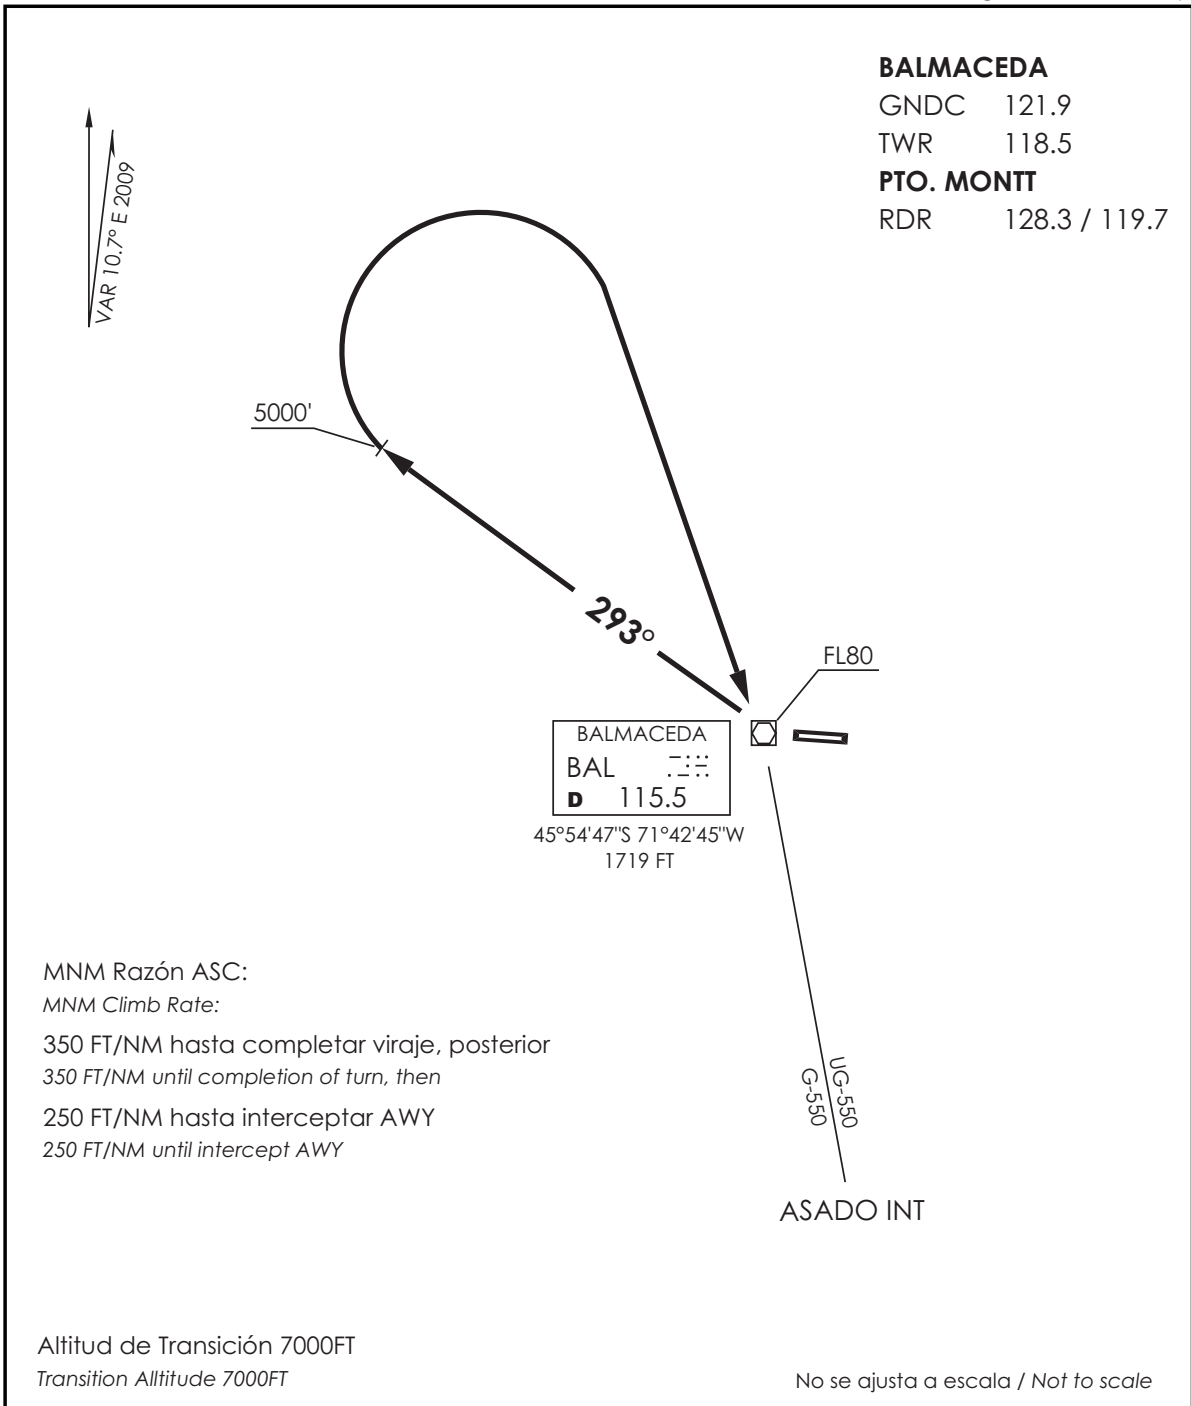 BALMACEDA
GNDC 121.9
TWR 118.5
PTO. MONTT
RDR 128.3 / 119.7
VAR 10.7° E 2009
5000'
293°
FL80
BALMACEDA
BAL
D 115.5
45°54'47"S 71°42'45"W
1719 FT
MNM Razón ASC:
MNM Climb Rate:
350 FT/NM hasta completar viraje, posterior
350 FT/NM until completion of turn, then
250 FT/NM hasta interceptar AWY
250 FT/NM until intercept AWY
UG-550
G-550
ASADO INT
Altitud de Transición 7000FT
Transition Alltitude 7000FT
No se ajusta a escala / Not to scale